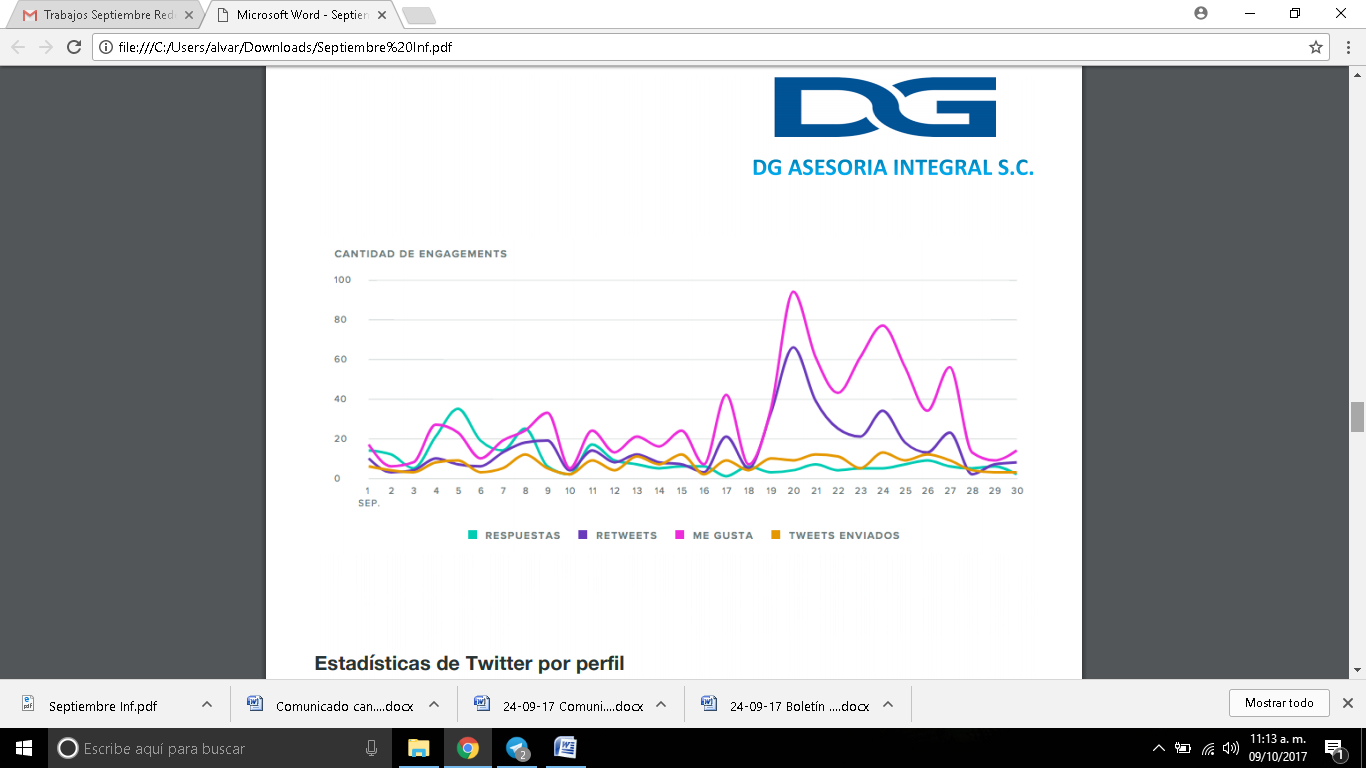 Trabajos Septiembre Red
Microsoft Word - Septien
file:///C:/Users/alvar/Downloads/Septiembre%20Inf.pdf
DG
DG ASESORIA INTEGRAL S.C.
CANTIDAD DE ENGAGEMENTS
100
80
60
40
20
0
1 2 3 4 5 6 7 8 9 10 11 12 13 14 15 16 17 18 19 20 21 22 23 24 25 26 27 28 29 30
SEP.
RESPUESTAS RETWEETS ME GUSTA TWEETS ENVIADOS
Estadísticas de Twitter por perfil
Septiembre Inf.pdf
Comunicado can....docx
24-09-17 Comuni....docx
24-09-17 Boletín ....docx
Mostrar todo
Escribe aquí para buscar
2
11:13 a. m.
09/10/2017
1